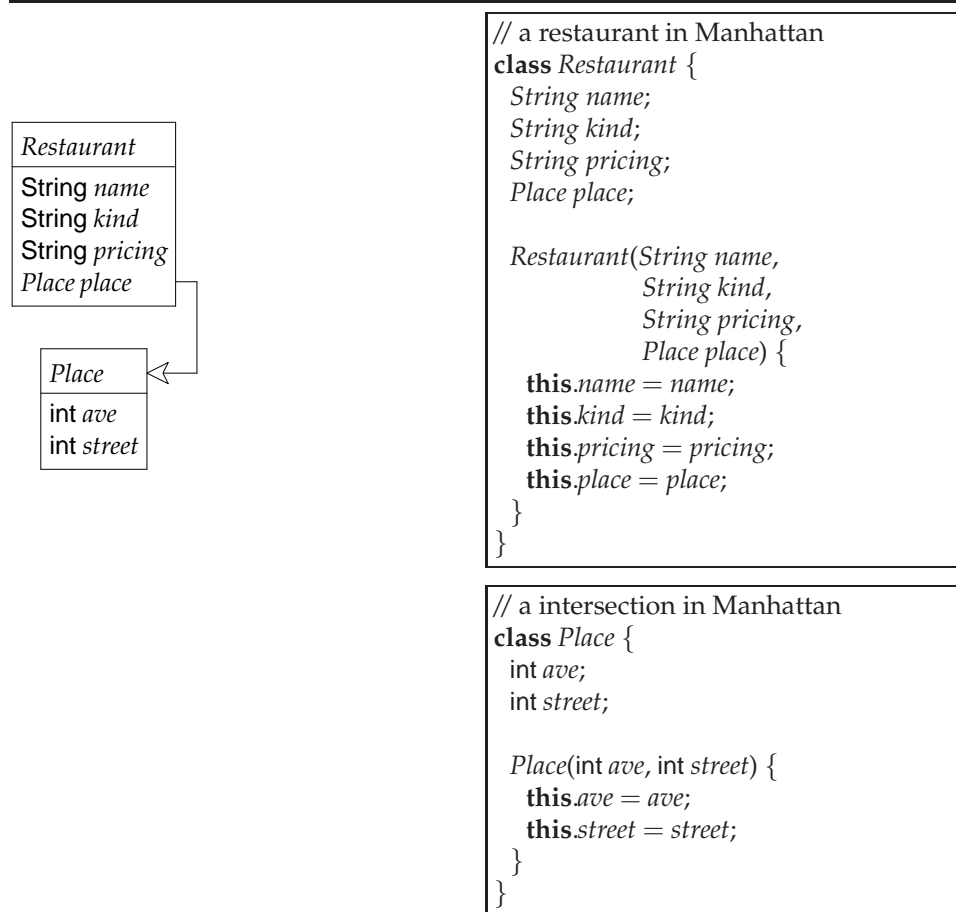 Restaurant
String name
String kind
String pricing
Place place
Place
int ave
int street
// a restaurant in Manhattan
class Restaurant {
String name;
String kind;
String pricing;
Place place;
Restaurant(String name,
String kind,
String pricing,
Place place) {
this.name = name;
this.kind = kind;
this.pricing = pricing;
this.place = place;
}
}
// a intersection in Manhattan
class Place {
int ave;
int street;
Place(int ave, int street) {
this.ave = ave;
this.street = street;
}
}